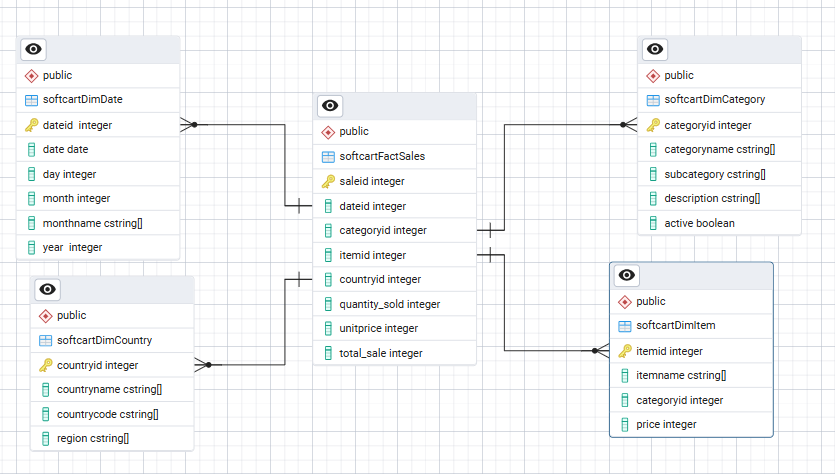 public
softcartDimDate
dateid integer
date date
day integer
month integer
monthname cstring[]
year integer
public
softcartDimCountry
countryid integer
countryname cstring[]
countrycode cstring[]
region cstring[]
public
softcartFactSales
saleid integer
dateid integer
categoryid integer
itemid integer
countryid integer
quantity_sold integer
unitprice integer
total_sale integer
public
softcartDimCategory
categoryid integer
categoryname cstring[]
subcategory cstring[]
description cstring[]
active boolean
public
softcartDimItem
itemid integer
itemname cstring[]
categoryid integer
price integer